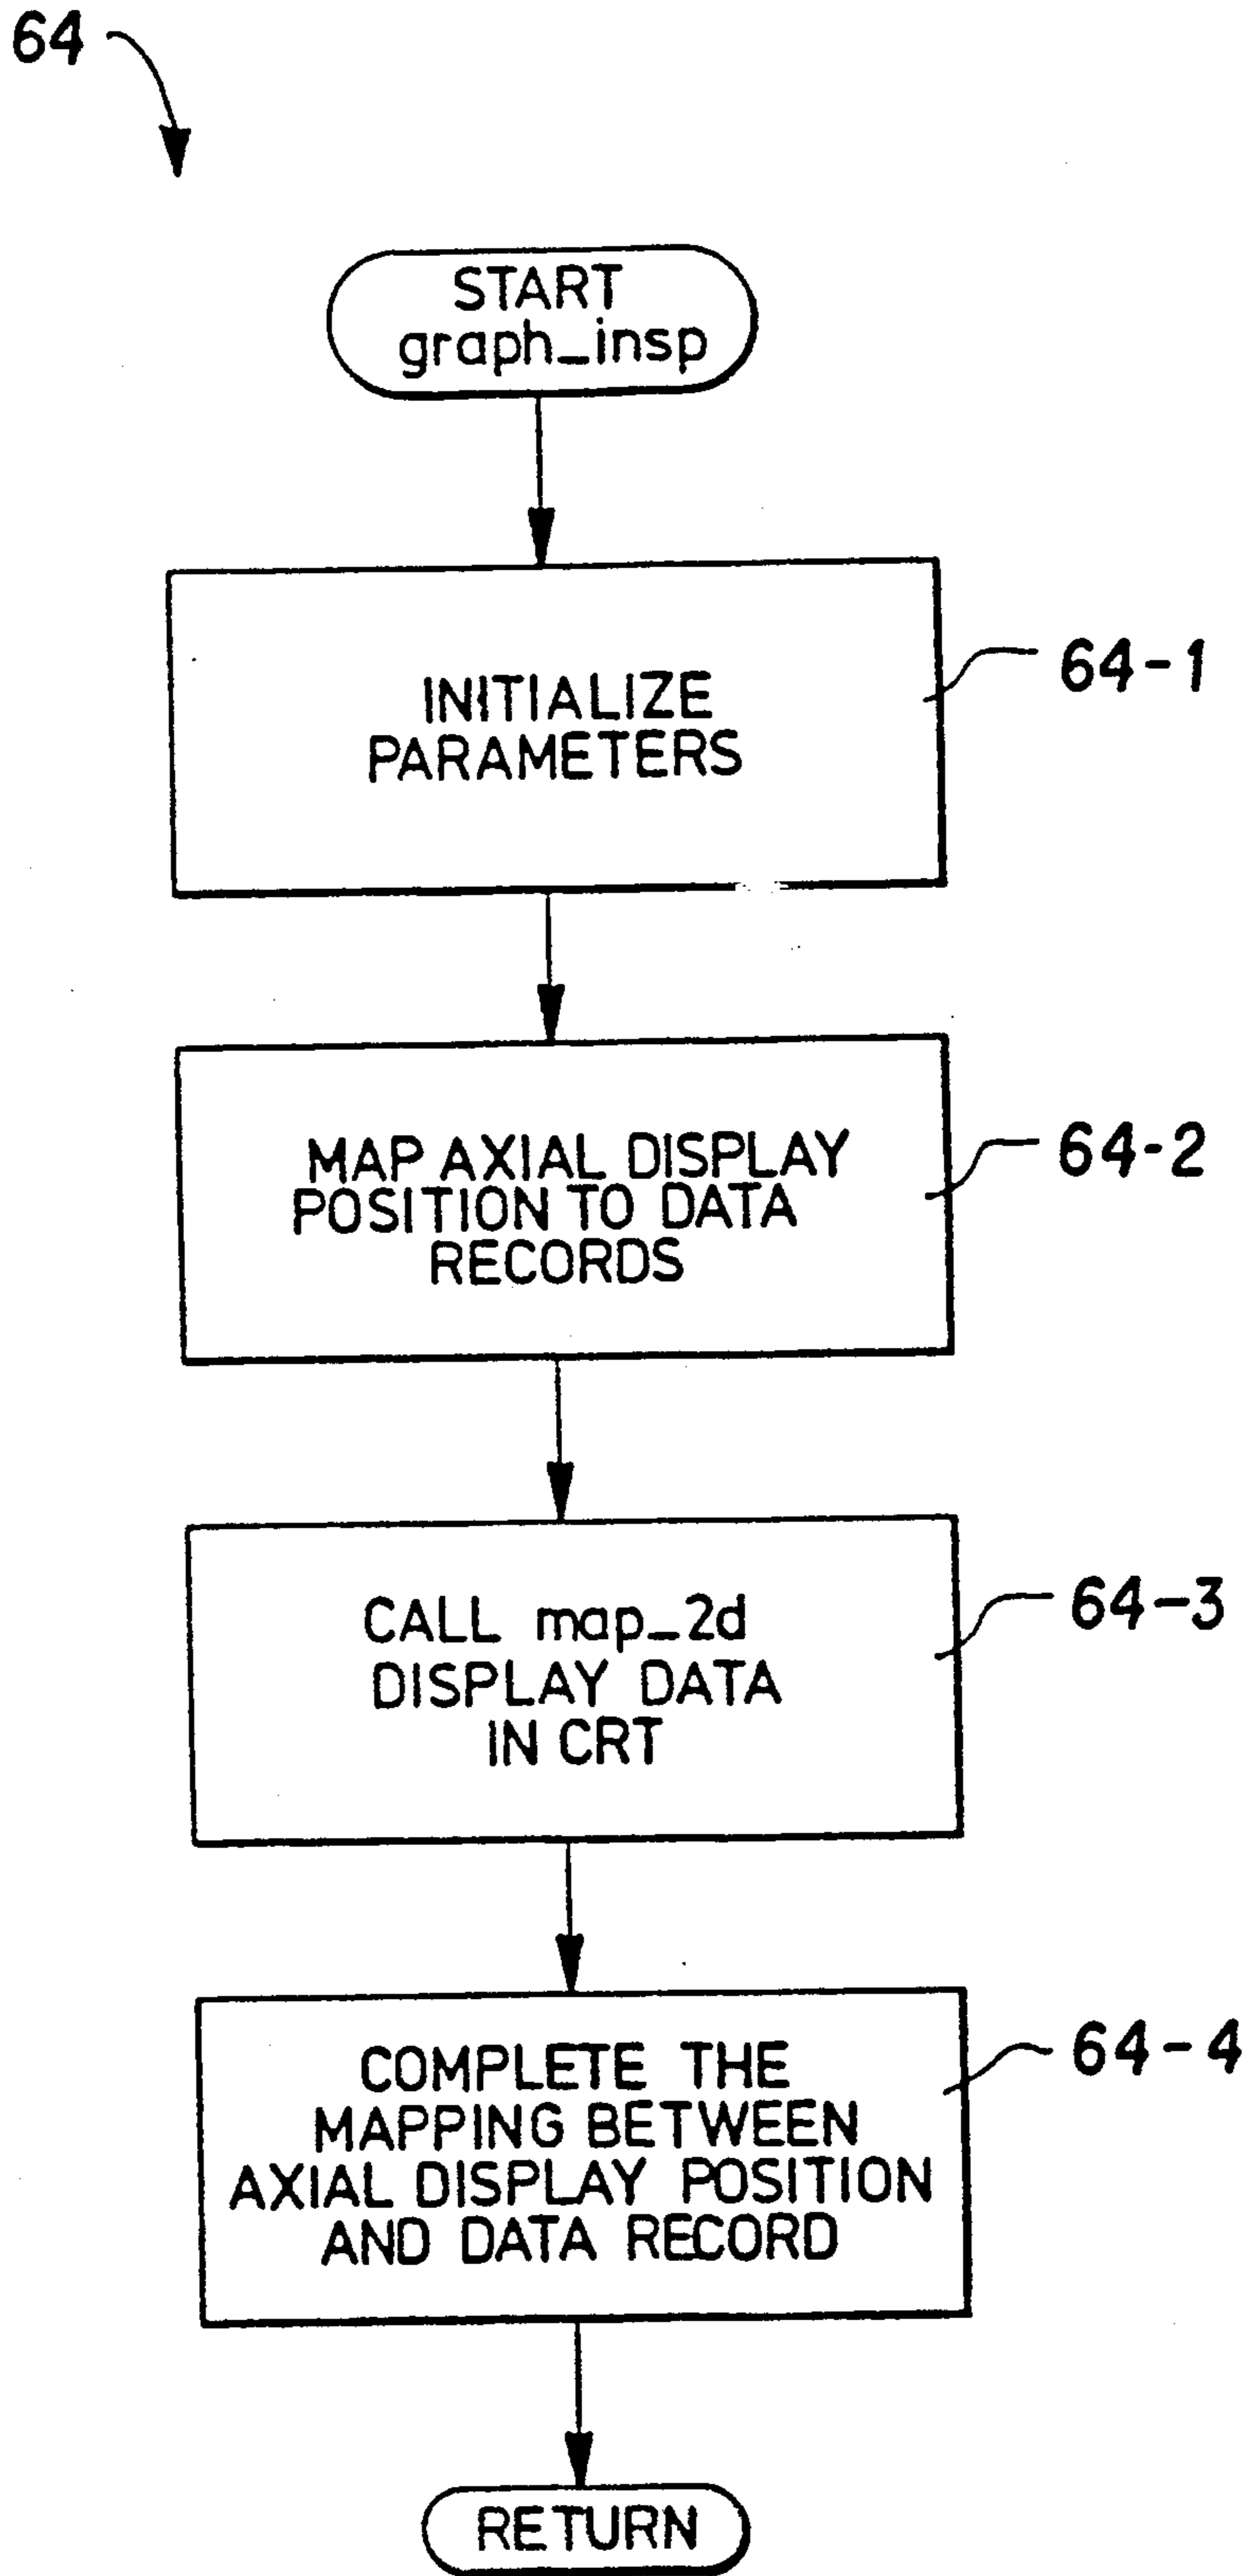 64
START
graph_insp
INITIALIZE
PARAMETERS
64-1
MAP AXIAL DISPLAY
POSITION TO DATA
RECORDS
64-2
CALL map_2d
DISPLAY DATA
IN CRT
64-3
COMPLETE THE
MAPPING BETWEEN
AXIAL DISPLAY POSITION
AND DATA RECORD
64-4
RETURN